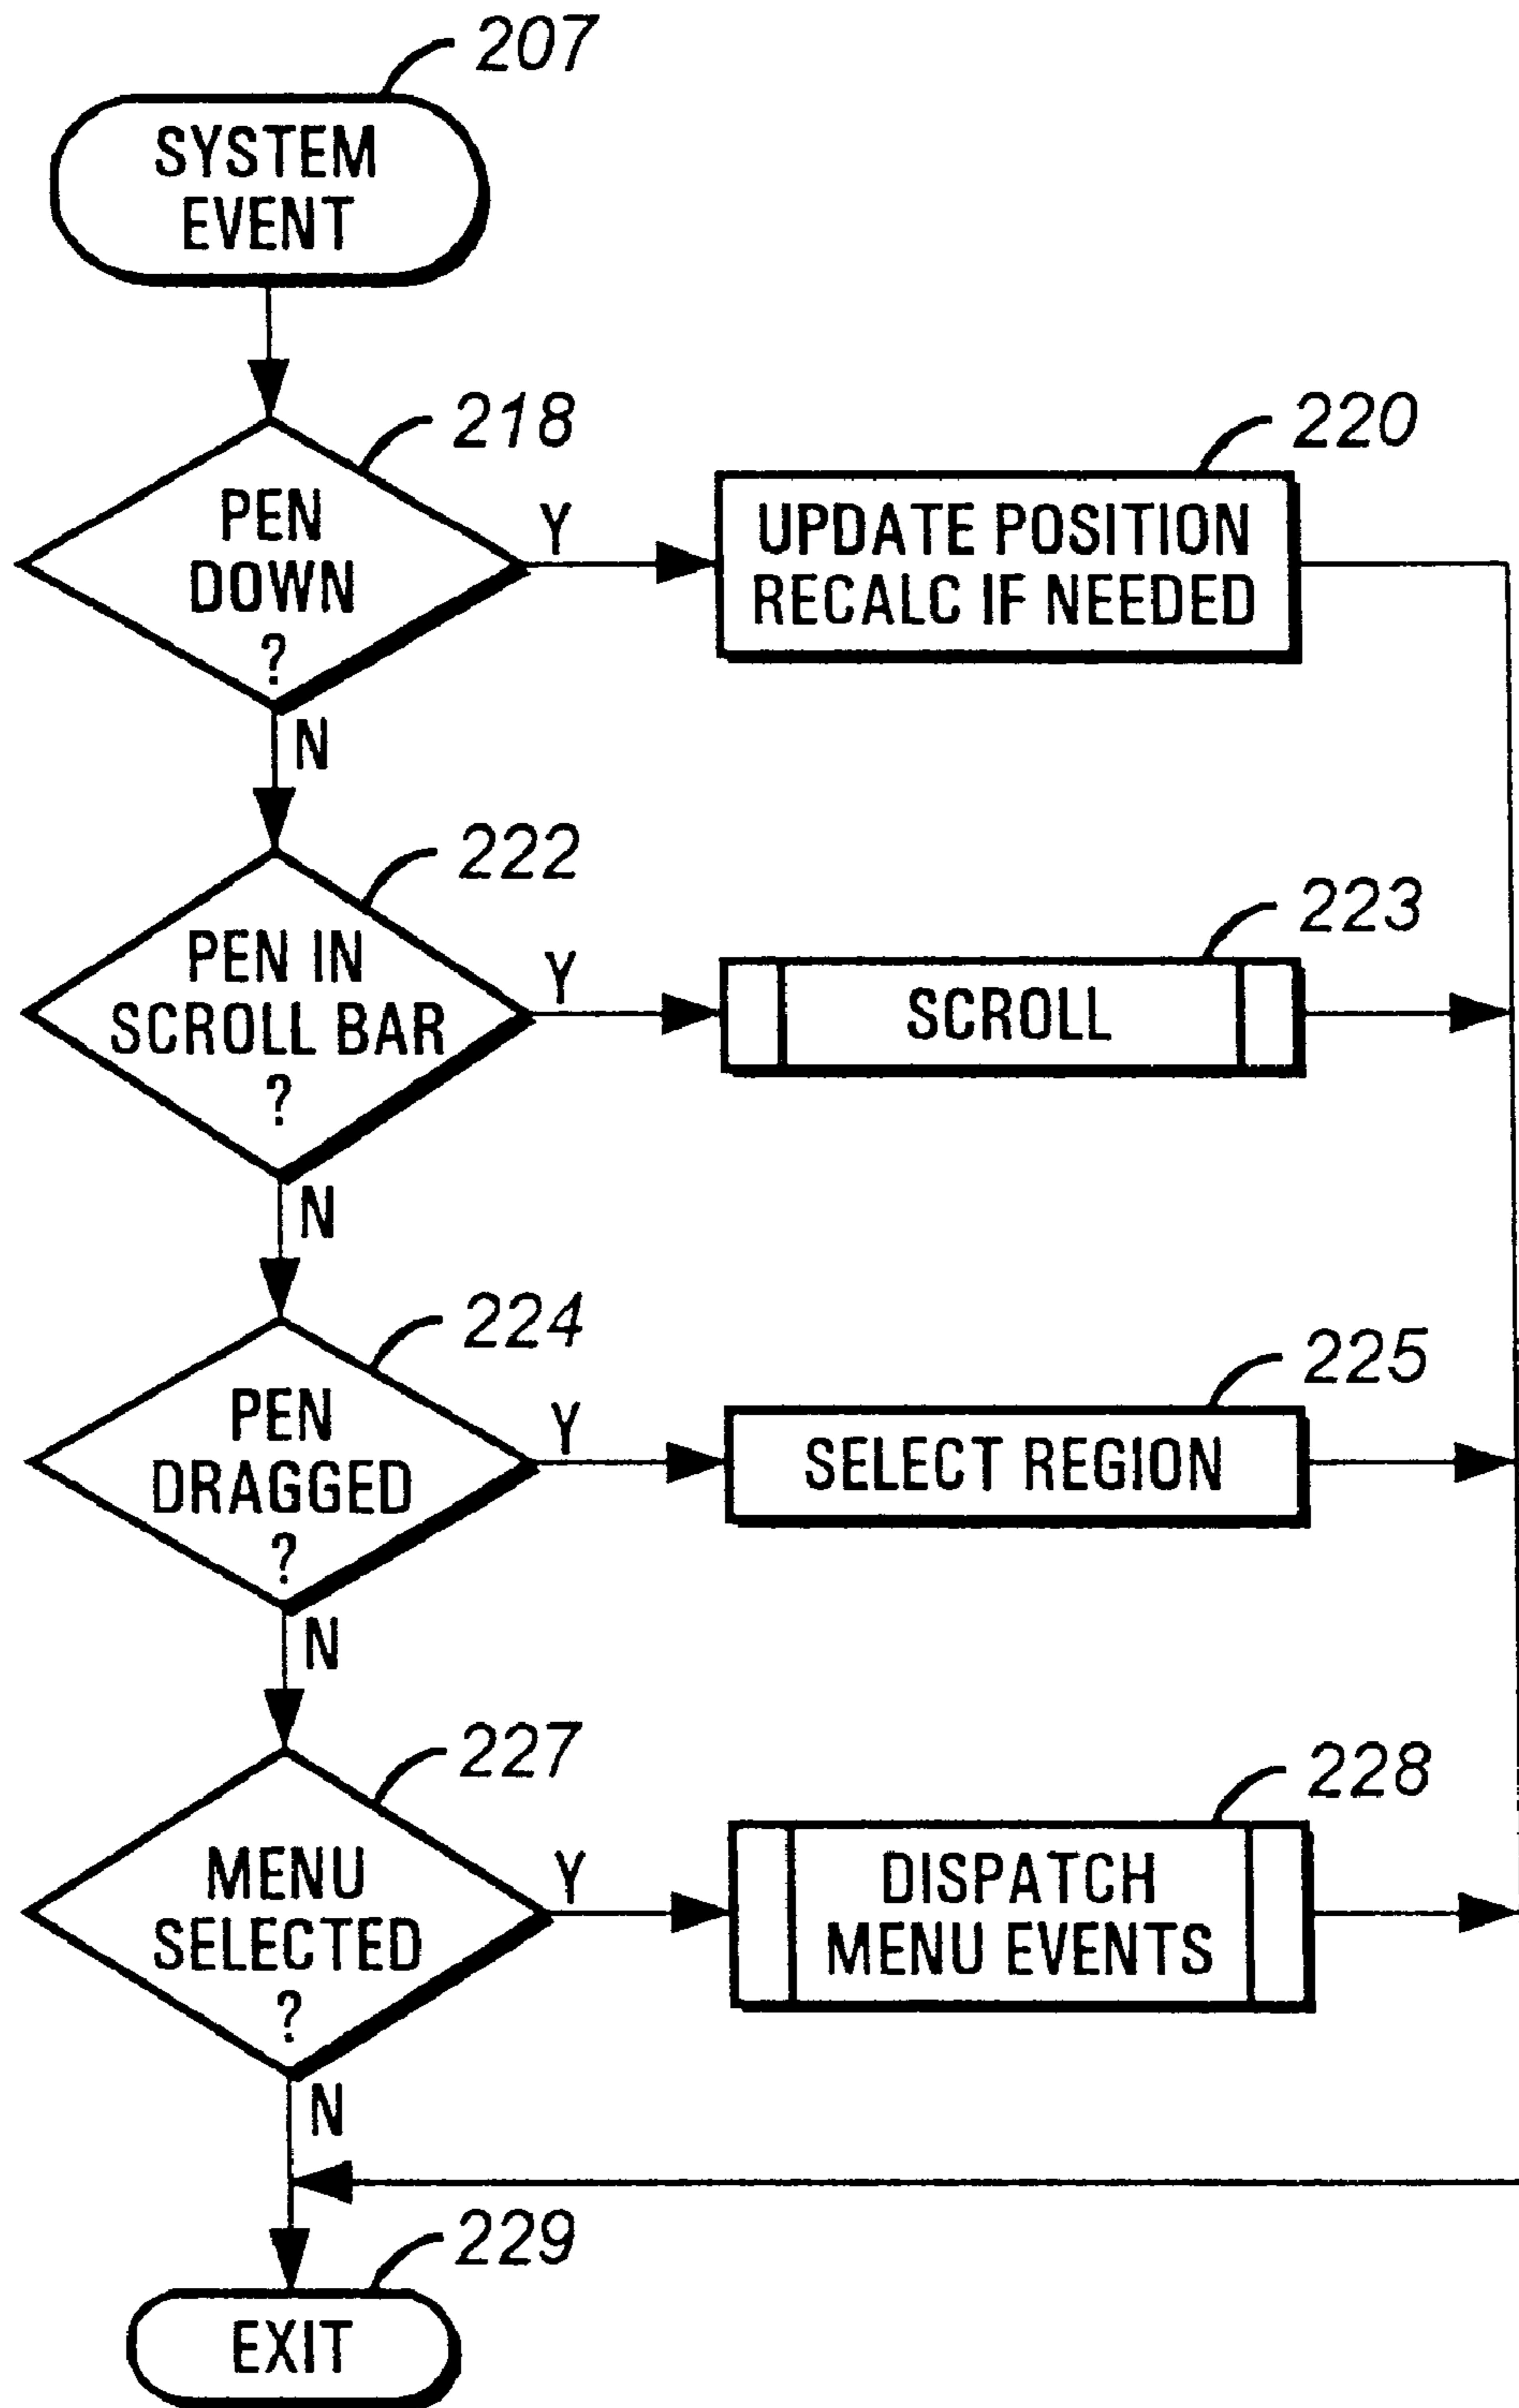 207
SYSTEM
EVENT
218
PEN
DOWN
?
Y
N
220
UPDATE POSITION
RECALC IF NEEDED
222
PEN IN
SCROLL BAR
?
Y
N
223
SCROLL
224
PEN
DRAGGED
?
Y
N
225
SELECT REGION
227
MENU
SELECTED
?
Y
N
228
DISPATCH
MENU EVENTS
229
EXIT